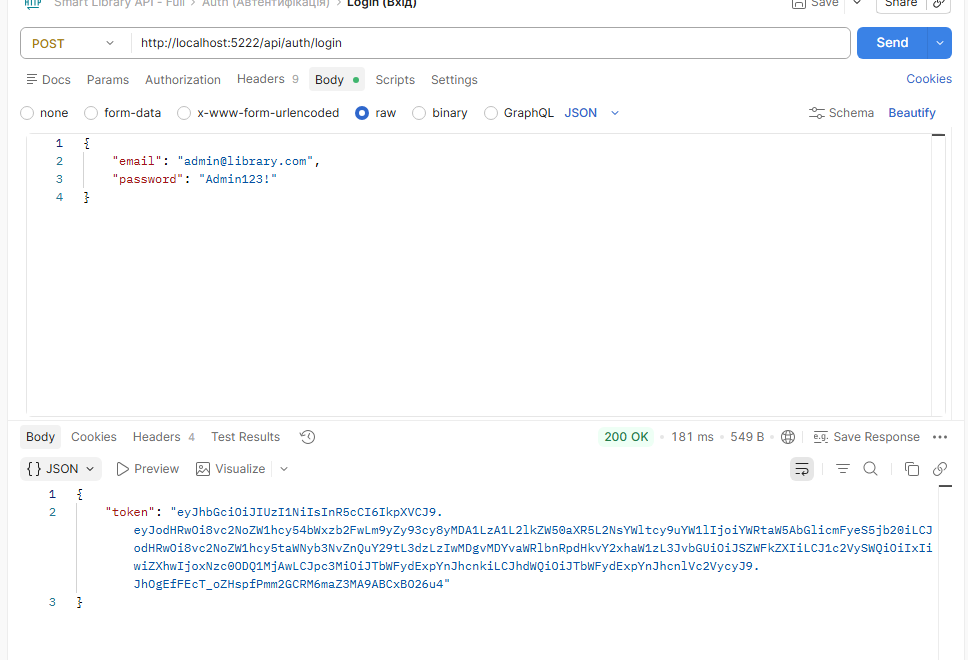 HTTP Smart Library API - Full > Auth (Автентифікація) > Login (Вхід) Save Share
POST http://localhost:5222/api/auth/login Send
Docs Params Authorization Headers 9 Body Scripts Settings Cookies
none form-data x-www-form-urlencoded raw binary GraphQL JSON Schema Beautify
1 {
2 "email": "admin@library.com",
3 "password": "Admin123!"
4 }
Body Cookies Headers 4 Test Results 200 OK • 181 ms • 549 B e.g. Save Response
{} JSON Preview Visualize
1 {
2 "token": "eyJhbGciOiJIUzI1NiIsInR5cCI6IkpXVCJ9.
eyJodHRwOi8vc2NoZW1hcy54bWxzb2FwLm9yZy93cy8yMDA1LzA1L2lkZW50aXR5L2NsYWltcy9uYW1lIjoiYWRtaW5AbGlicmFyeS5jb20iLCJ
odHRwOi8vc2NoZW1hcy5taWNyb3NvZnQuY29tL3dzLzIwMDgvMDYvaWRlbnRpdHkvY2xhaW1zL3JvbGUiOiJSZWFkZXIiLCJ1c2VySWQiOiIxIi
wiZXhwIjoxNzc0ODQ1MjAwLCJpc3MiOiJTbWFydExpYnJhcnkiLCJhdWQiOiJTbWFydExpYnJhcnlVc2VycyJ9.
JhOgEfFEcT_oZHspfPmm2GCRM6maZ3MA9ABCxBO26u4"
3 }